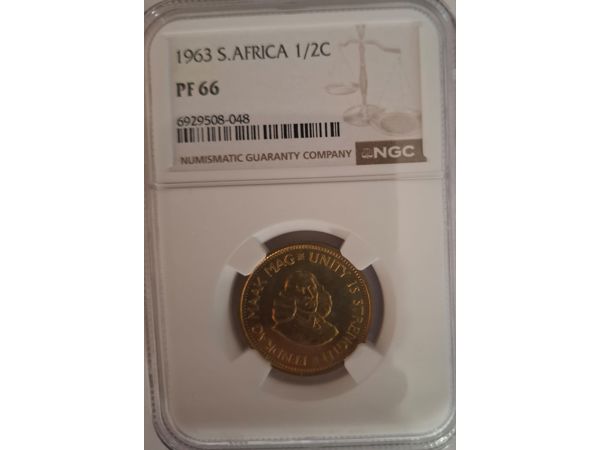 1963 S.AFRICA 1/2C
PF 66
6929508-048
NUMISMATIC GUARANTY COMPANY
NGC
EENDRAG MAAK MAG UNITY IS STRENGTH